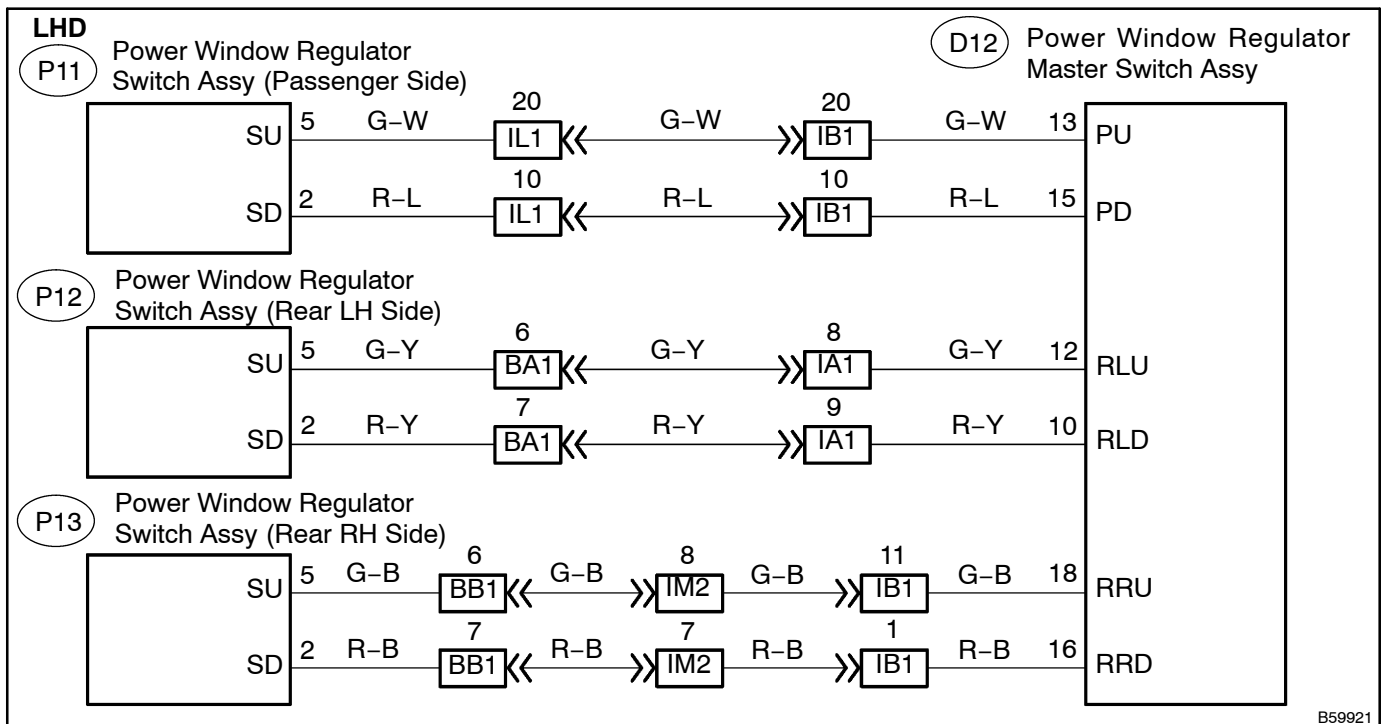 LHD
P11 Power Window Regulator
Switch Assy (Passenger Side)
D12 Power Window Regulator
Master Switch Assy
20 20
SU 5 G–W IL1 G–W IB1 G–W 13 PU
10 10
SD 2 R–L IL1 R–L IB1 R–L 15 PD
P12 Power Window Regulator
Switch Assy (Rear LH Side)
6 8
SU 5 G–Y BA1 G–Y IA1 G–Y 12 RLU
7 9
SD 2 R–Y BA1 R–Y IA1 R–Y 10 RLD
P13 Power Window Regulator
Switch Assy (Rear RH Side)
6 8 11
SU 5 G–B BB1 G–B IM2 G–B IB1 G–B 18 RRU
7 7 1
SD 2 R–B BB1 R–B IM2 R–B IB1 R–B 16 RRD
B59921